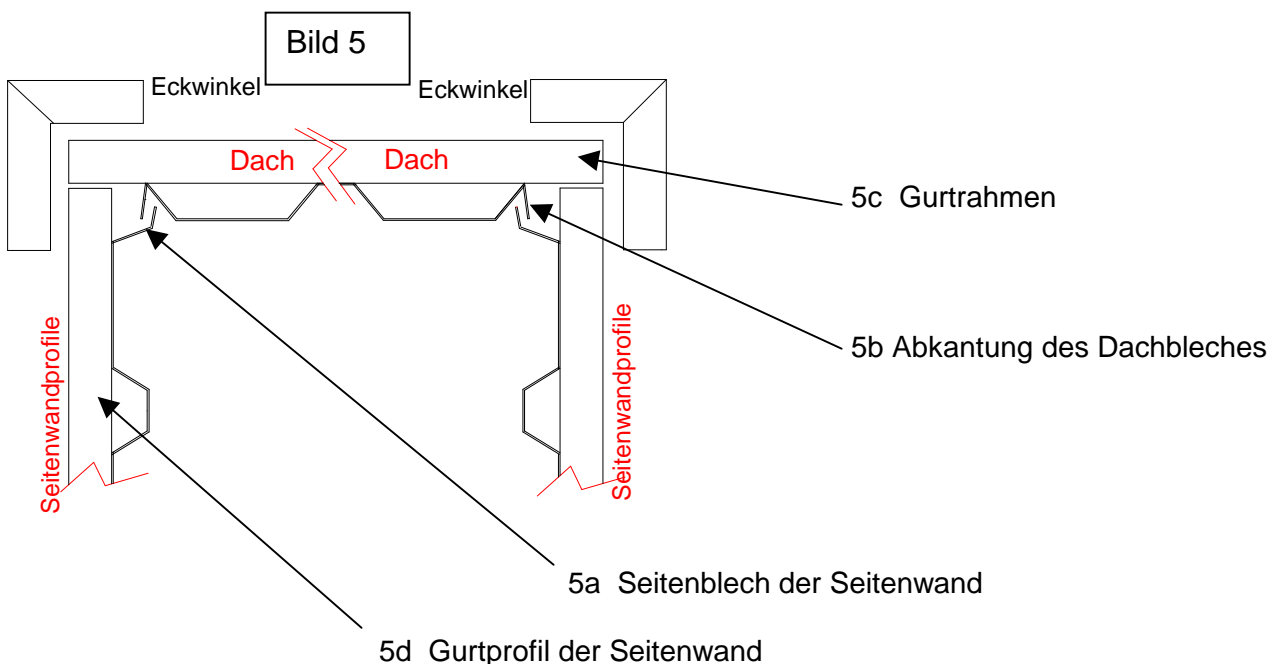 Bild 5
Eckwinkel
Eckwinkel
Dach
Dach
5c Gurtrahmen
5b Abkantung des Dachbleches
Seitenwandprofile
Seitenwandprofile
5a Seitenblech der Seitenwand
5d Gurtprofil der Seitenwand